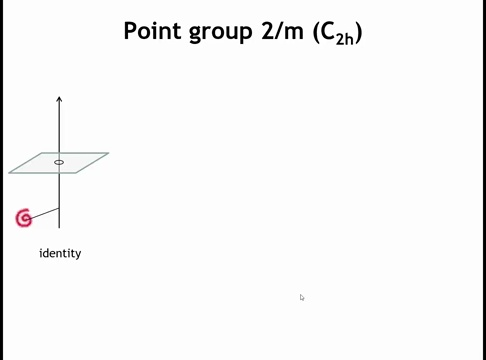 Point group 2/m (C2h)
identity